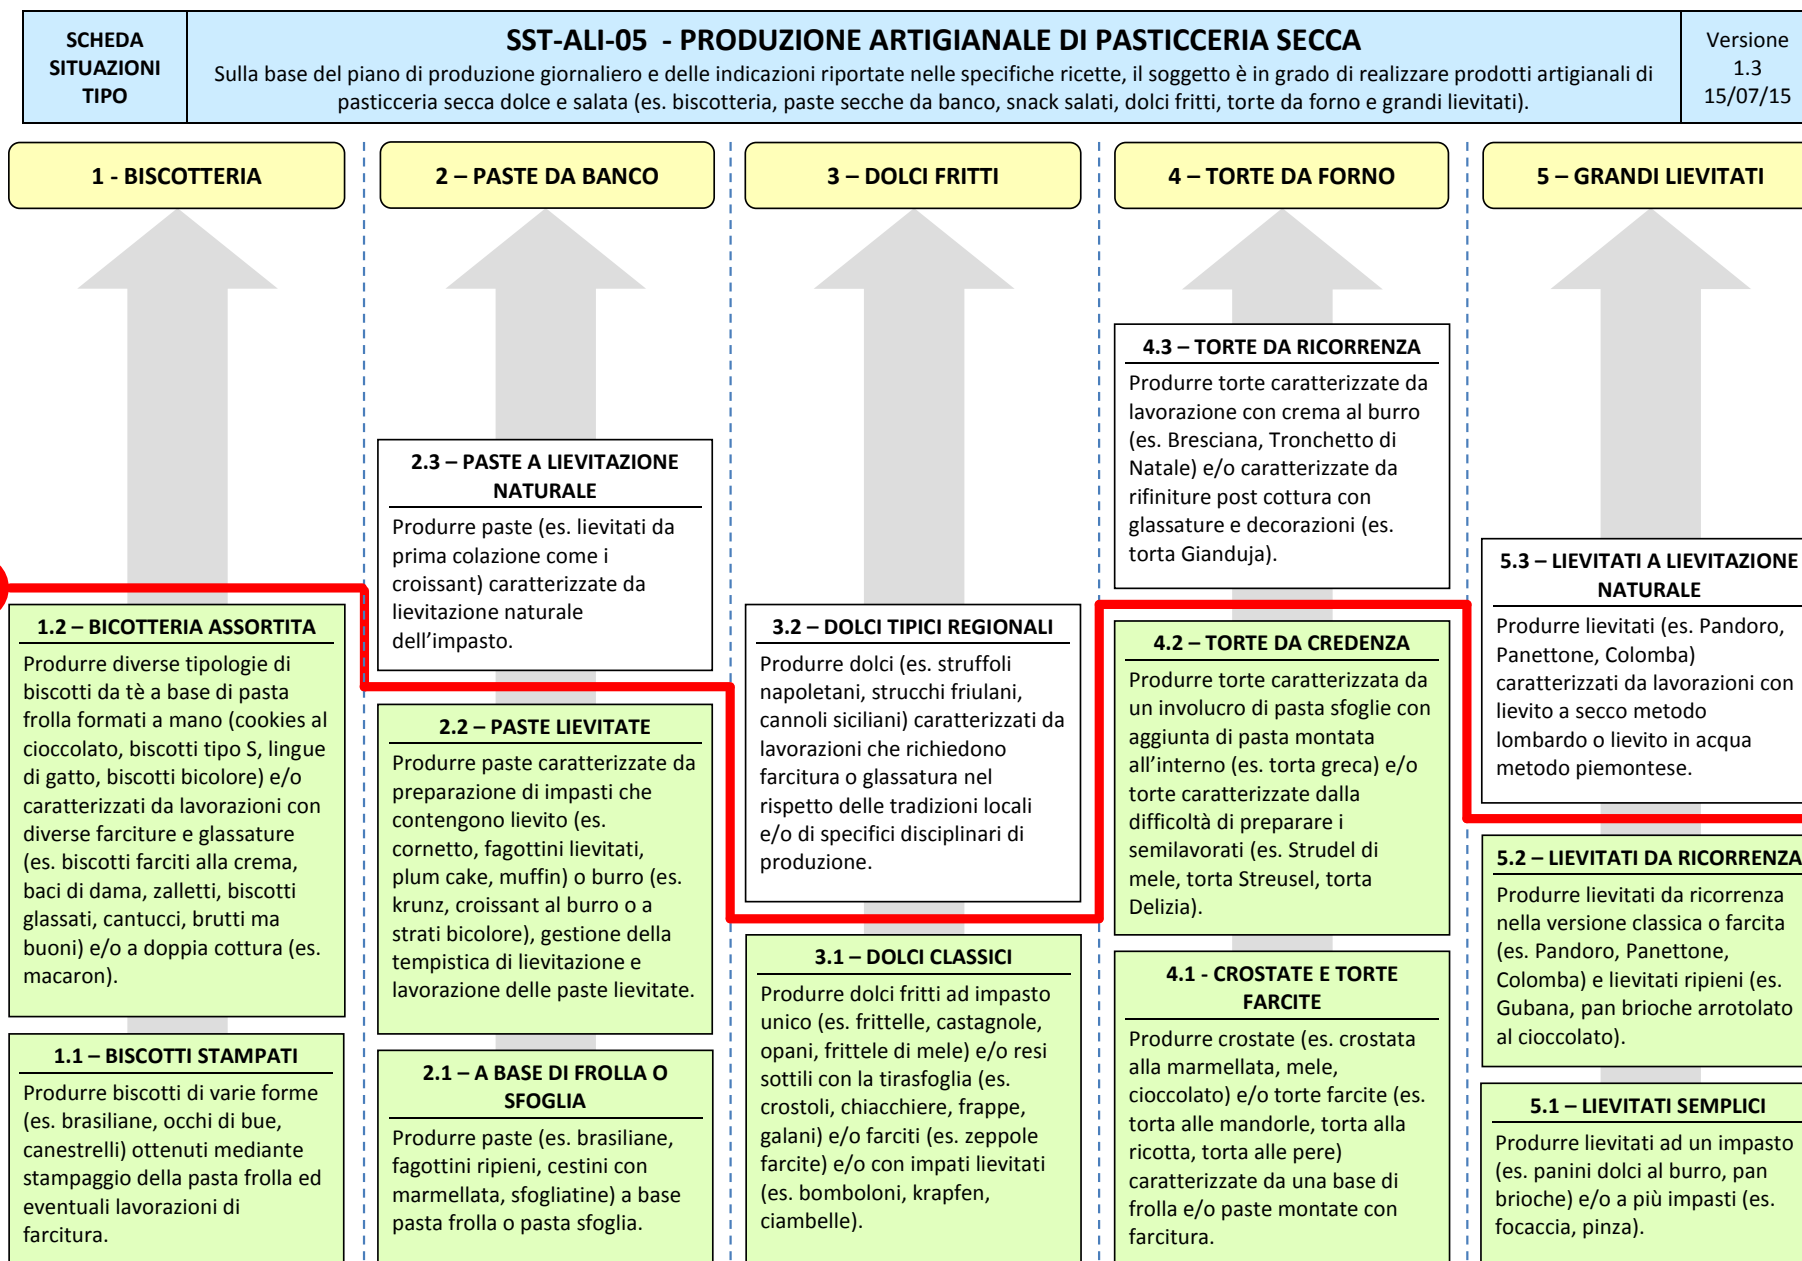 SCHEDA
SITUAZIONI
TIPO
SST-ALI-05 - PRODUZIONE ARTIGIANALE DI PASTICCERIA SECCA
Sulla base del piano di produzione giornaliero e delle indicazioni riportate nelle specifiche ricette, il soggetto è in grado di realizzare prodotti artigianali di
pasticceria secca dolce e salata (es. biscotteria, paste secche da banco, snack salati, dolci fritti, torte da forno e grandi lievitati).
Versione
1.3
15/07/15
1 - BISCOTTERIA
1.2 – BICOTTERIA ASSORTITA
Produrre diverse tipologie di
biscotti da tè a base di pasta
frolla formati a mano (cookies al
cioccolato, biscotti tipo S, lingue
di gatto, biscotti bicolore) e/o
caratterizzati da lavorazioni con
diverse farciture e glassature
(es. biscotti farciti alla crema,
baci di dama, zalletti, biscotti
glassati, cantucci, brutti ma
buoni) e/o a doppia cottura (es.
macaron).
1.1 – BISCOTTI STAMPATI
Produrre biscotti di varie forme
(es. brasiliane, occhi di bue,
canestrelli) ottenuti mediante
stampaggio della pasta frolla ed
eventuali lavorazioni di
farcitura.
2 – PASTE DA BANCO
2.3 – PASTE A LIEVITAZIONE
NATURALE
Produrre paste (es. lievitati da
prima colazione come i
croissant) caratterizzate da
lievitazione naturale
dell’impasto.
2.2 – PASTE LIEVITATE
Produrre paste caratterizzate da
preparazione di impasti che
contengono lievito (es.
cornetto, fagottini lievitati,
plum cake, muffin) o burro (es.
krunz, croissant al burro o a
strati bicolore), gestione della
tempistica di lievitazione e
lavorazione delle paste lievitate.
2.1 – A BASE DI FROLLA O
SFOGLIA
Produrre paste (es. brasiliane,
fagottini ripieni, cestini con
marmellata, sfogliatine) a base
pasta frolla o pasta sfoglia.
3 – DOLCI FRITTI
3.2 – DOLCI TIPICI REGIONALI
Produrre dolci (es. struffoli
napoletani, strucchi friulani,
cannoli siciliani) caratterizzati da
lavorazioni che richiedono
farcitura o glassatura nel
rispetto delle tradizioni locali
e/o di specifici disciplinari di
produzione.
3.1 – DOLCI CLASSICI
Produrre dolci fritti ad impasto
unico (es. frittelle, castagnole,
opani, frittele di mele) e/o resi
sottili con la tirasfoglia (es.
crostoli, chiacchiere, frappe,
galani) e/o farciti (es. zeppole
farcite) e/o con impati lievitati
(es. bomboloni, krapfen,
ciambelle).
4 – TORTE DA FORNO
4.3 – TORTE DA RICORRENZA
Produrre torte caratterizzate da
lavorazione con crema al burro
(es. Bresciana, Tronchetto di
Natale) e/o caratterizzate da
rifiniture post cottura con
glassature e decorazioni (es.
torta Gianduja).
4.2 – TORTE DA CREDENZA
Produrre torte caratterizzata da
un involucro di pasta sfoglie con
aggiunta di pasta montata
all’interno (es. torta greca) e/o
torte caratterizzate dalla
difficoltà di preparare i
semilavorati (es. Strudel di
mele, torta Streusel, torta
Delizia).
4.1 - CROSTATE E TORTE
FARCITE
Produrre crostate (es. crostata
alla marmellata, mele,
cioccolato) e/o torte farcite (es.
torta alle mandorle, torta alla
ricotta, torta alle pere)
caratterizzate da una base di
frolla e/o paste montate con
farcitura.
5 – GRANDI LIEVITATI
5.3 – LIEVITATI A LIEVITAZIONE
NATURALE
Produrre lievitati (es. Pandoro,
Panettone, Colomba)
caratterizzati da lavorazioni con
lievito a secco metodo
lombardo o lievito in acqua
metodo piemontese.
5.2 – LIEVITATI DA RICORRENZA
Produrre lievitati da ricorrenza
nella versione classica o farcita
(es. Pandoro, Panettone,
Colomba) e lievitati ripieni (es.
Gubana, pan brioche arrotolato
al cioccolato).
5.1 – LIEVITATI SEMPLICI
Produrre lievitati ad un impasto
(es. panini dolci al burro, pan
brioche) e/o a più impasti (es.
focaccia, pinza).